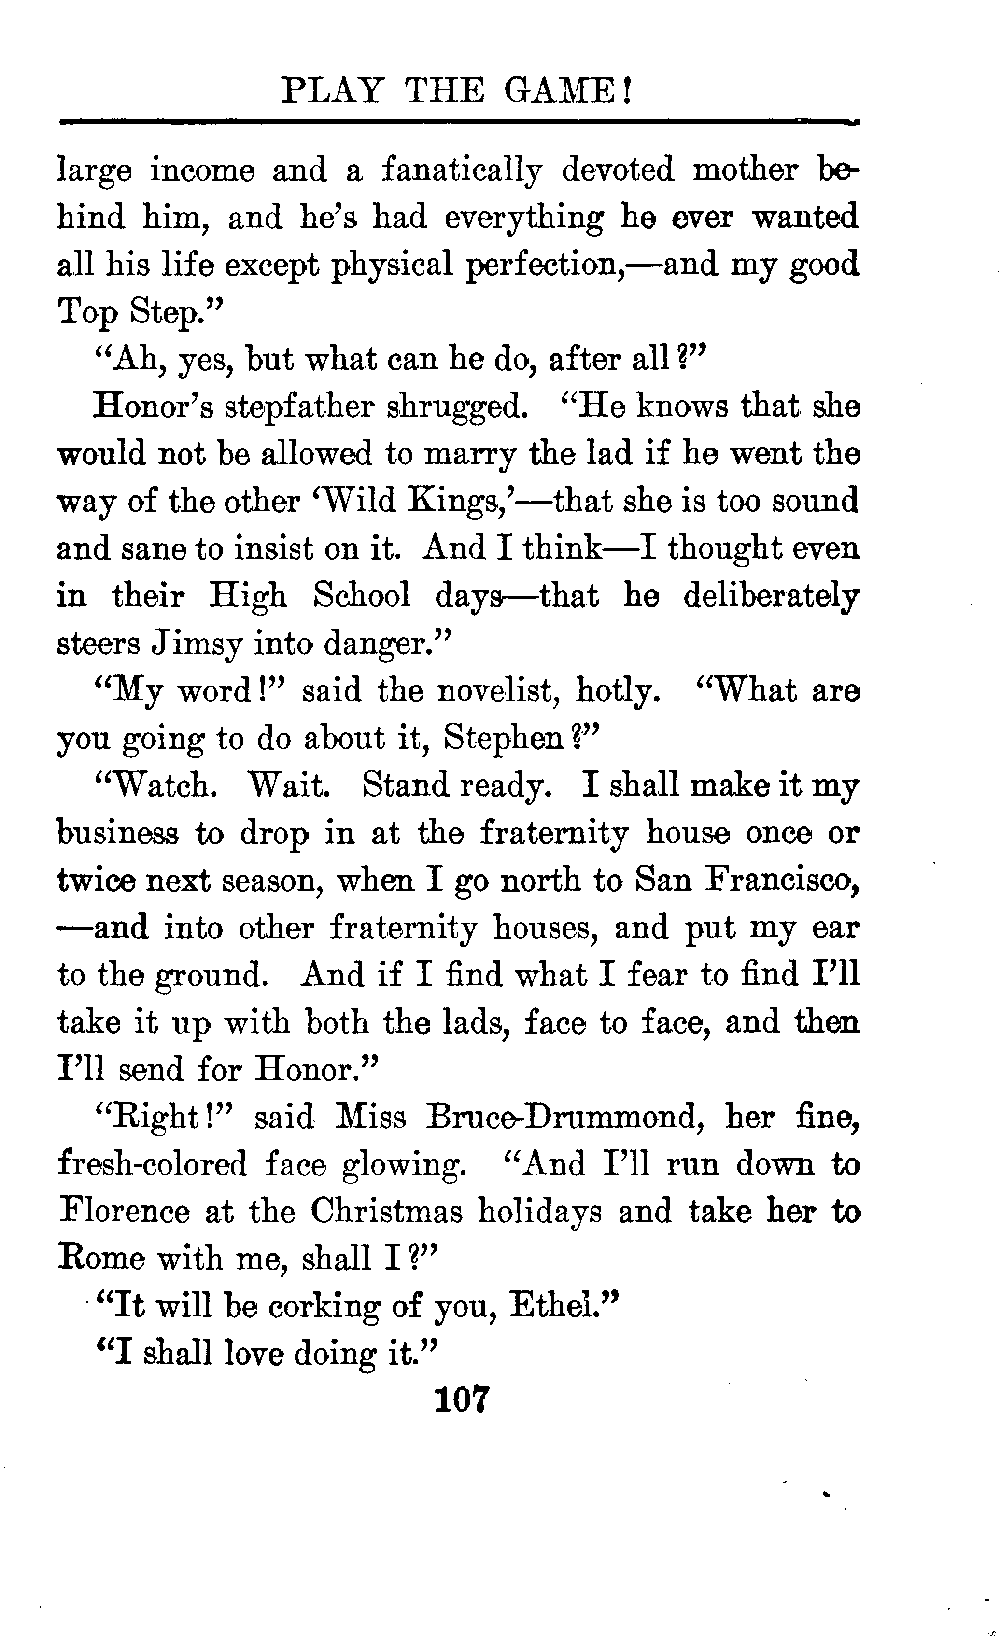 PLAY THE GAME!
large income and a fanatically devoted mother be-
hind him, and he's had everything he ever wanted
all his life except physical perfection,—and my good
Top Step."
"Ah, yes, but what can he do, after all?"
Honor's stepfather shrugged. "He knows that she
would not be allowed to marry the lad if he went the
way of the other 'Wild Kings,'—that she is too sound
and sane to insist on it. And I think—I thought even
in their High School days—that he deliberately
steers Jimsy into danger."
"My word!" said the novelist, hotly. "What are
you going to do about it, Stephen?"
"Watch. Wait. Stand ready. I shall make it my
business to drop in at the fraternity house once or
twice next season, when I go north to San Francisco,
—and into other fraternity houses, and put my ear
to the ground. And if I find what I fear to find I'll
take it up with both the lads, face to face, and then
I'll send for Honor."
"Right!" said Miss Bruce-Drummond, her fine,
fresh-colored face glowing. "And I'll run down to
Florence at the Christmas holidays and take her to
Rome with me, shall I?"
"It will be corking of you, Ethel."
"I shall love doing it."
107